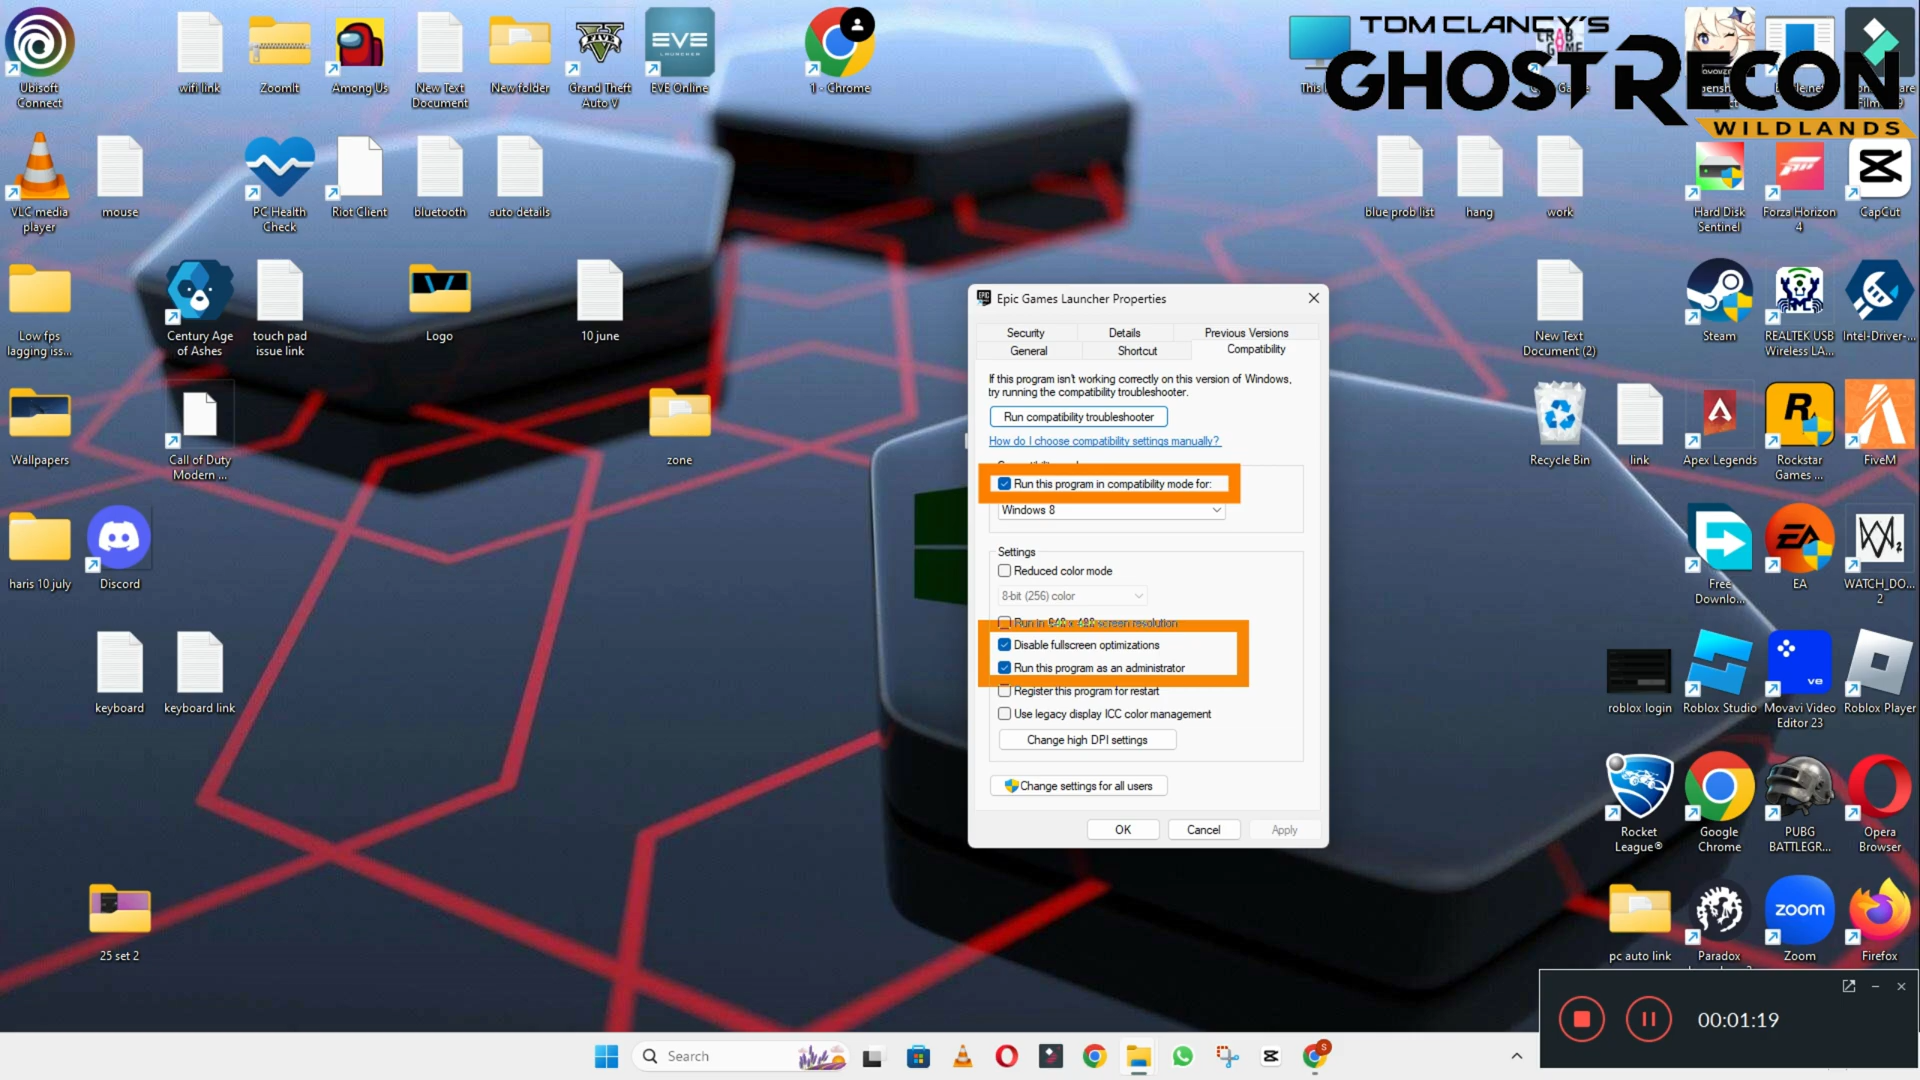 Ubisoft
Connect
wifi link
ZoomIt
Among Us
New Text
Document
New folder
Grand Theft
Auto V
EVE
LAUNCHER
EVE Online
1 - Chrome
TOM CLANCY'S
GHOST RECON
WILDLANDS
VLC media
player
mouse
PC Health
Check
Riot Client
bluetooth
auto details
blue prob list
hang
work
Hard Disk
Sentinel
Forza Horizon
4
CapCut
Low fps
lagging iss...
Century Age
of Ashes
touch pad
issue link
Logo
10 june
New Text
Document (2)
Steam
REALTEK USB
Wireless LA...
Intel-Driver-...
Wallpapers
Call of Duty
Modern ...
zone
Recycle Bin
link
Apex Legends
Rockstar
Games ...
FiveM
haris 10 july
Discord
Free
Downlo...
EA
WATCH_DO...
2
keyboard
keyboard link
roblox login
Roblox Studio
Movavi Video
Editor 23
Roblox Player
Rocket
League®
Google
Chrome
PUBG
BATTLEGR...
Opera
Browser
25 set 2
pc auto link
Paradox
zoom
Zoom
Firefox
Epic Games Launcher Properties
Security
Details
Previous Versions
General
Shortcut
Compatibility
If this program isn't working correctly on this version of Windows,
try running the compatibility troubleshooter.
Run compatibility troubleshooter
How do I choose compatibility settings manually?
Run this program in compatibility mode for:
Windows 8
Settings
Reduced color mode
8-bit (256) color
Run in 640 x 480 screen resolution
Disable fullscreen optimizations
Run this program as an administrator
Register this program for restart
Use legacy display ICC color management
Change high DPI settings
Change settings for all users
OK
Cancel
Apply
00:01:19
Search